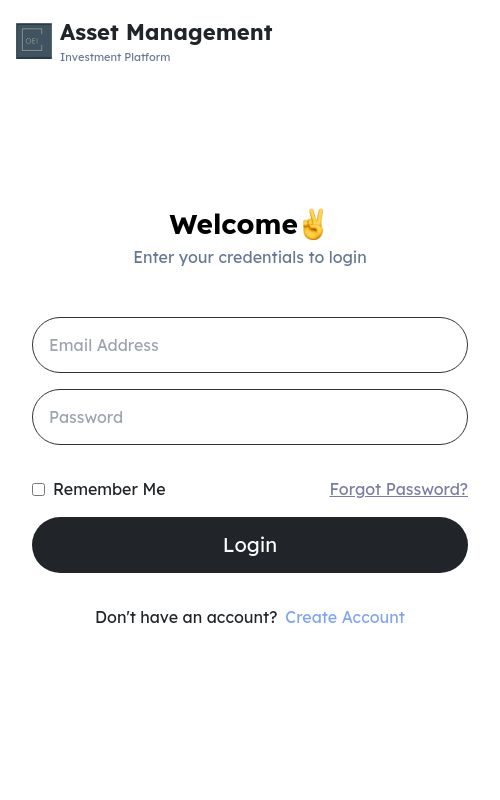 OEI
Asset Management
Investment Platform
Welcome✌️
Enter your credentials to login
Email Address
Password
Remember Me
Forgot Password?
Login
Don't have an account? Create Account